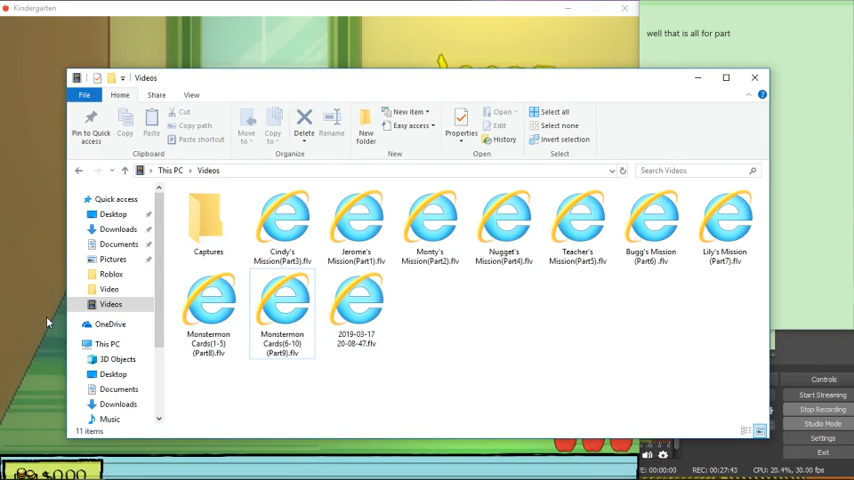 Kindergarten
well that is all for part
Videos
File
Home
Share
View
Pin to Quick access
Copy
Paste
Cut
Copy path
Paste shortcut
Move to
Copy to
Delete
Rename
New folder
New item
Easy access
Properties
Open
Edit
History
Select all
Select none
Invert selection
Clipboard
Organize
New
Open
Select
This PC
Videos
Search Videos
Quick access
Desktop
Downloads
Documents
Pictures
Roblox
Video
Videos
OneDrive
This PC
3D Objects
Desktop
Documents
Downloads
Music
Captures
Cindy's
Mission(Part3).flv
Jerome's
Mission(Part1).flv
Monty's
Mission(Part2).flv
Nugget's
Mission(Part4).flv
Teacher's
Mission(Part5).flv
Bugg's Mission
(Part6) .flv
Lily's Mission
(Part7).flv
Monstermon
Cards(1-5)
(Part8).flv
Monstermon
Cards(6-10)
(Part9).flv
2019-03-17
20-08-47.flv
11 items
Controls
Start Streaming
Stop Recording
Studio Mode
Settings
Exit
E: 00:00:00
REC: 00:27:43
CPU: 20.4%, 30.00 fps
$0.00